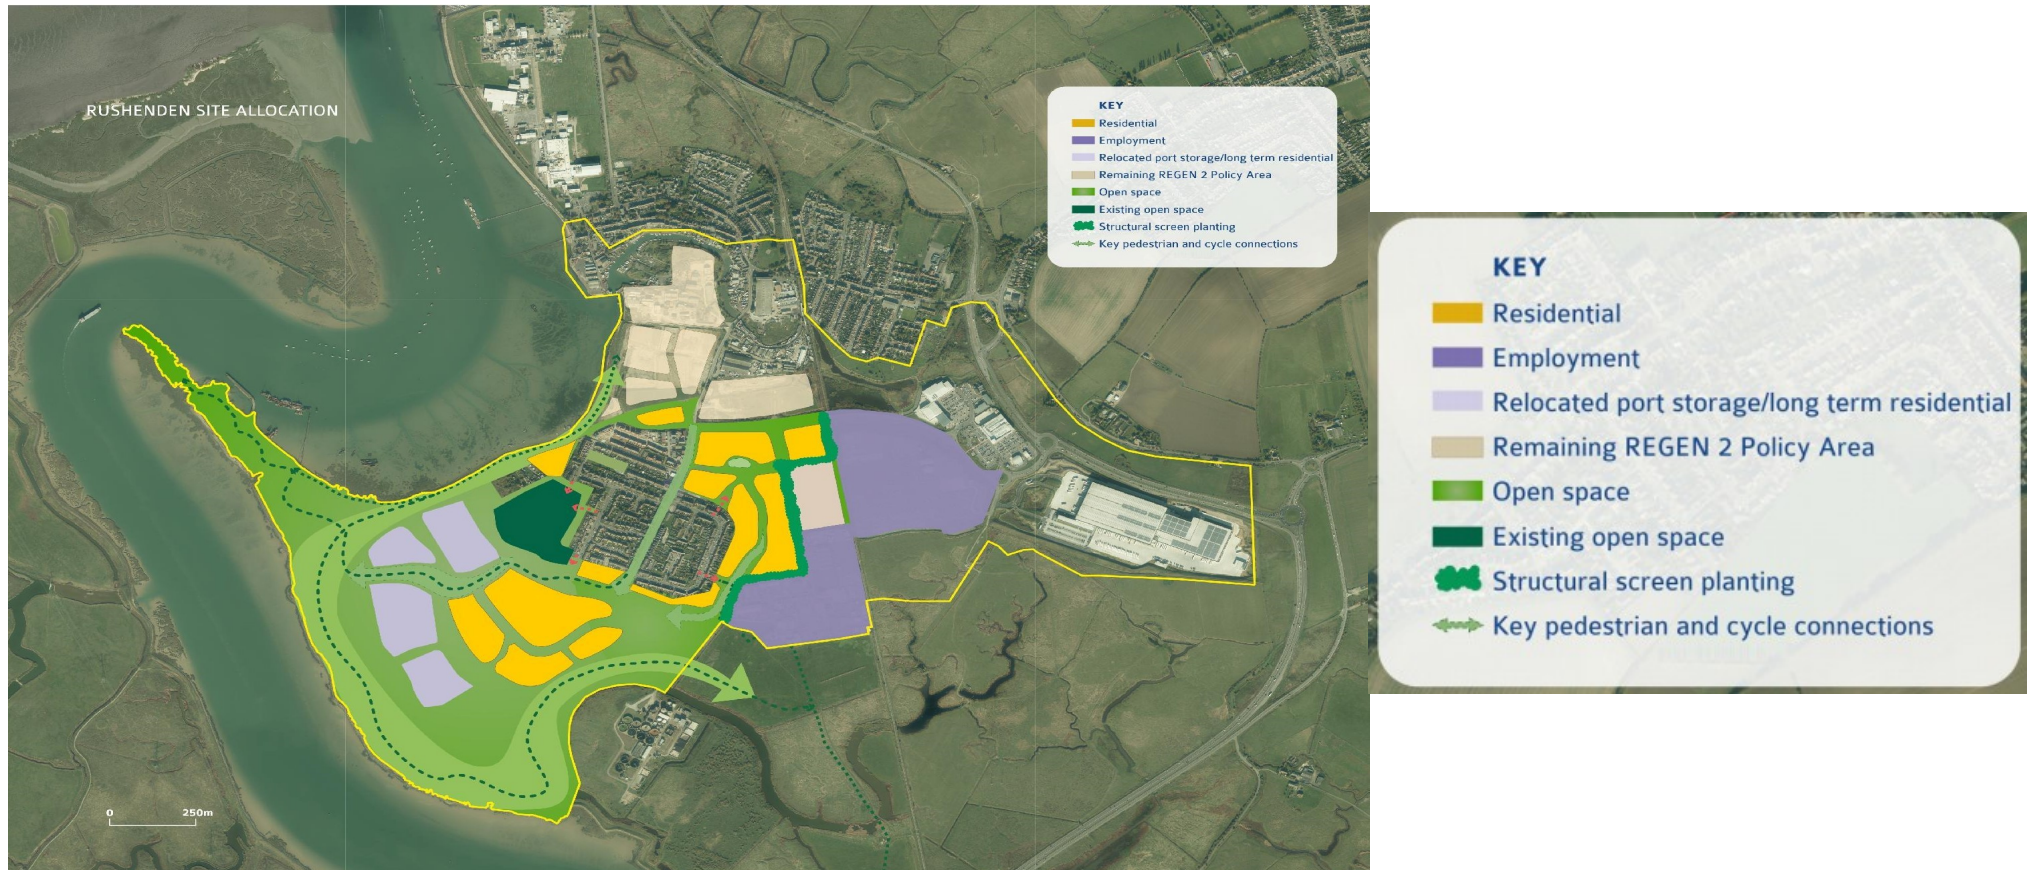 RUSHENDEN SITE ALLOCATION
KEY
Residential
Employment
Relocated port storage/long term residential
Remaining REGEN 2 Policy Area
Open space
Existing open space
Structural screen planting
Key pedestrian and cycle connections
0 250m
KEY
Residential
Employment
Relocated port storage/long term residential
Remaining REGEN 2 Policy Area
Open space
Existing open space
Structural screen planting
Key pedestrian and cycle connections